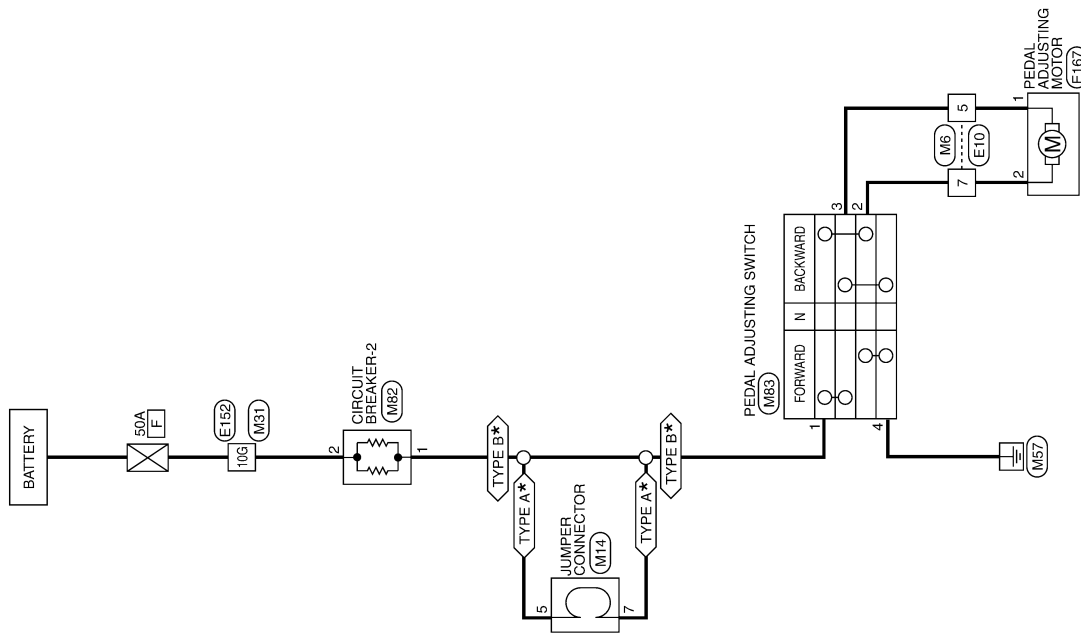 BATTERY
50A
F
E152
10G
M31
CIRCUIT
BREAKER-2
M82
2
1
TYPE B*
TYPE A*
JUMPER
CONNECTOR
M14
5
7
TYPE A*
TYPE B*
PEDAL ADJUSTING SWITCH
M83
FORWARD
N
BACKWARD
1
4
3
2
M57
M6
7
5
E10
2
1
M
PEDAL
ADJUSTING
MOTOR
E167